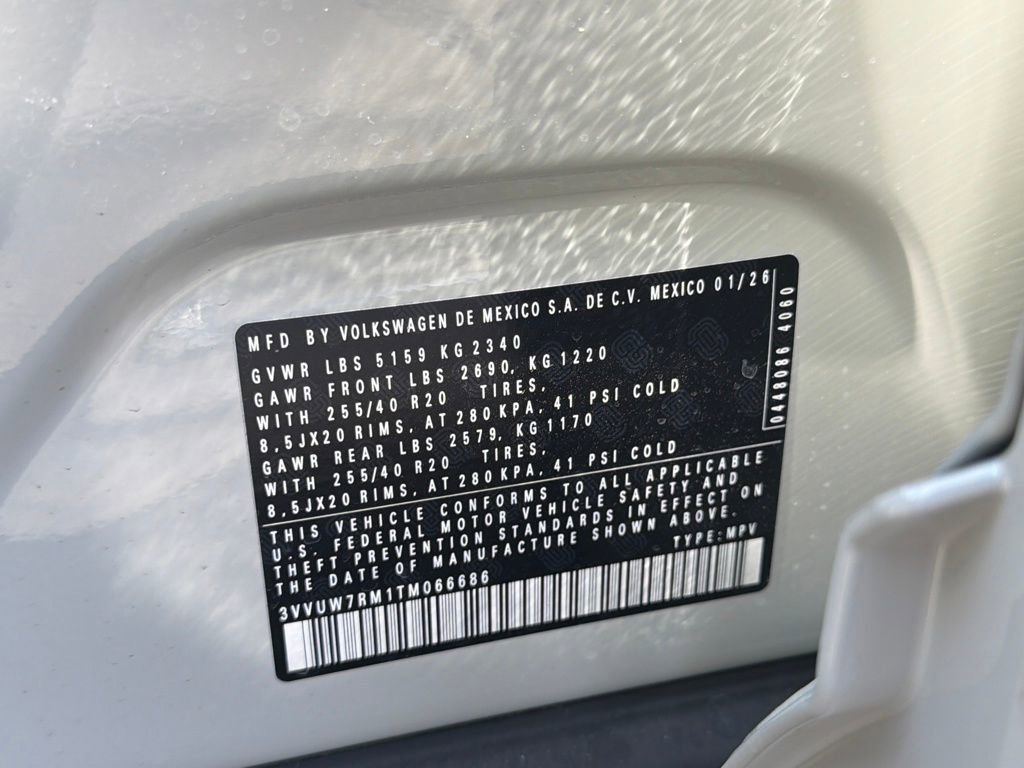 MFD BY VOLKSWAGEN DE MEXICO S.A. DE C.V. MEXICO 01/26
GVWR LBS 5159 KG 2340
GAWR FRONT LBS 2690, KG 1220
WITH 255/40 R20 TIRES,
8,5JX20 RIMS, AT 280 KPA, 41 PSI COLD
GAWR REAR LBS 2579, KG 1170
WITH 255/40 R20 TIRES,
8,5JX20 RIMS, AT 280 KPA, 41 PSI COLD
0448086 4060
THIS VEHICLE CONFORMS TO ALL APPLICABLE
U.S. FEDERAL MOTOR VEHICLE SAFETY AND
THEFT PREVENTION STANDARDS IN EFFECT ON
THE DATE OF MANUFACTURE SHOWN ABOVE.
TYPE:MPV
3VVUW7RM1TM066686